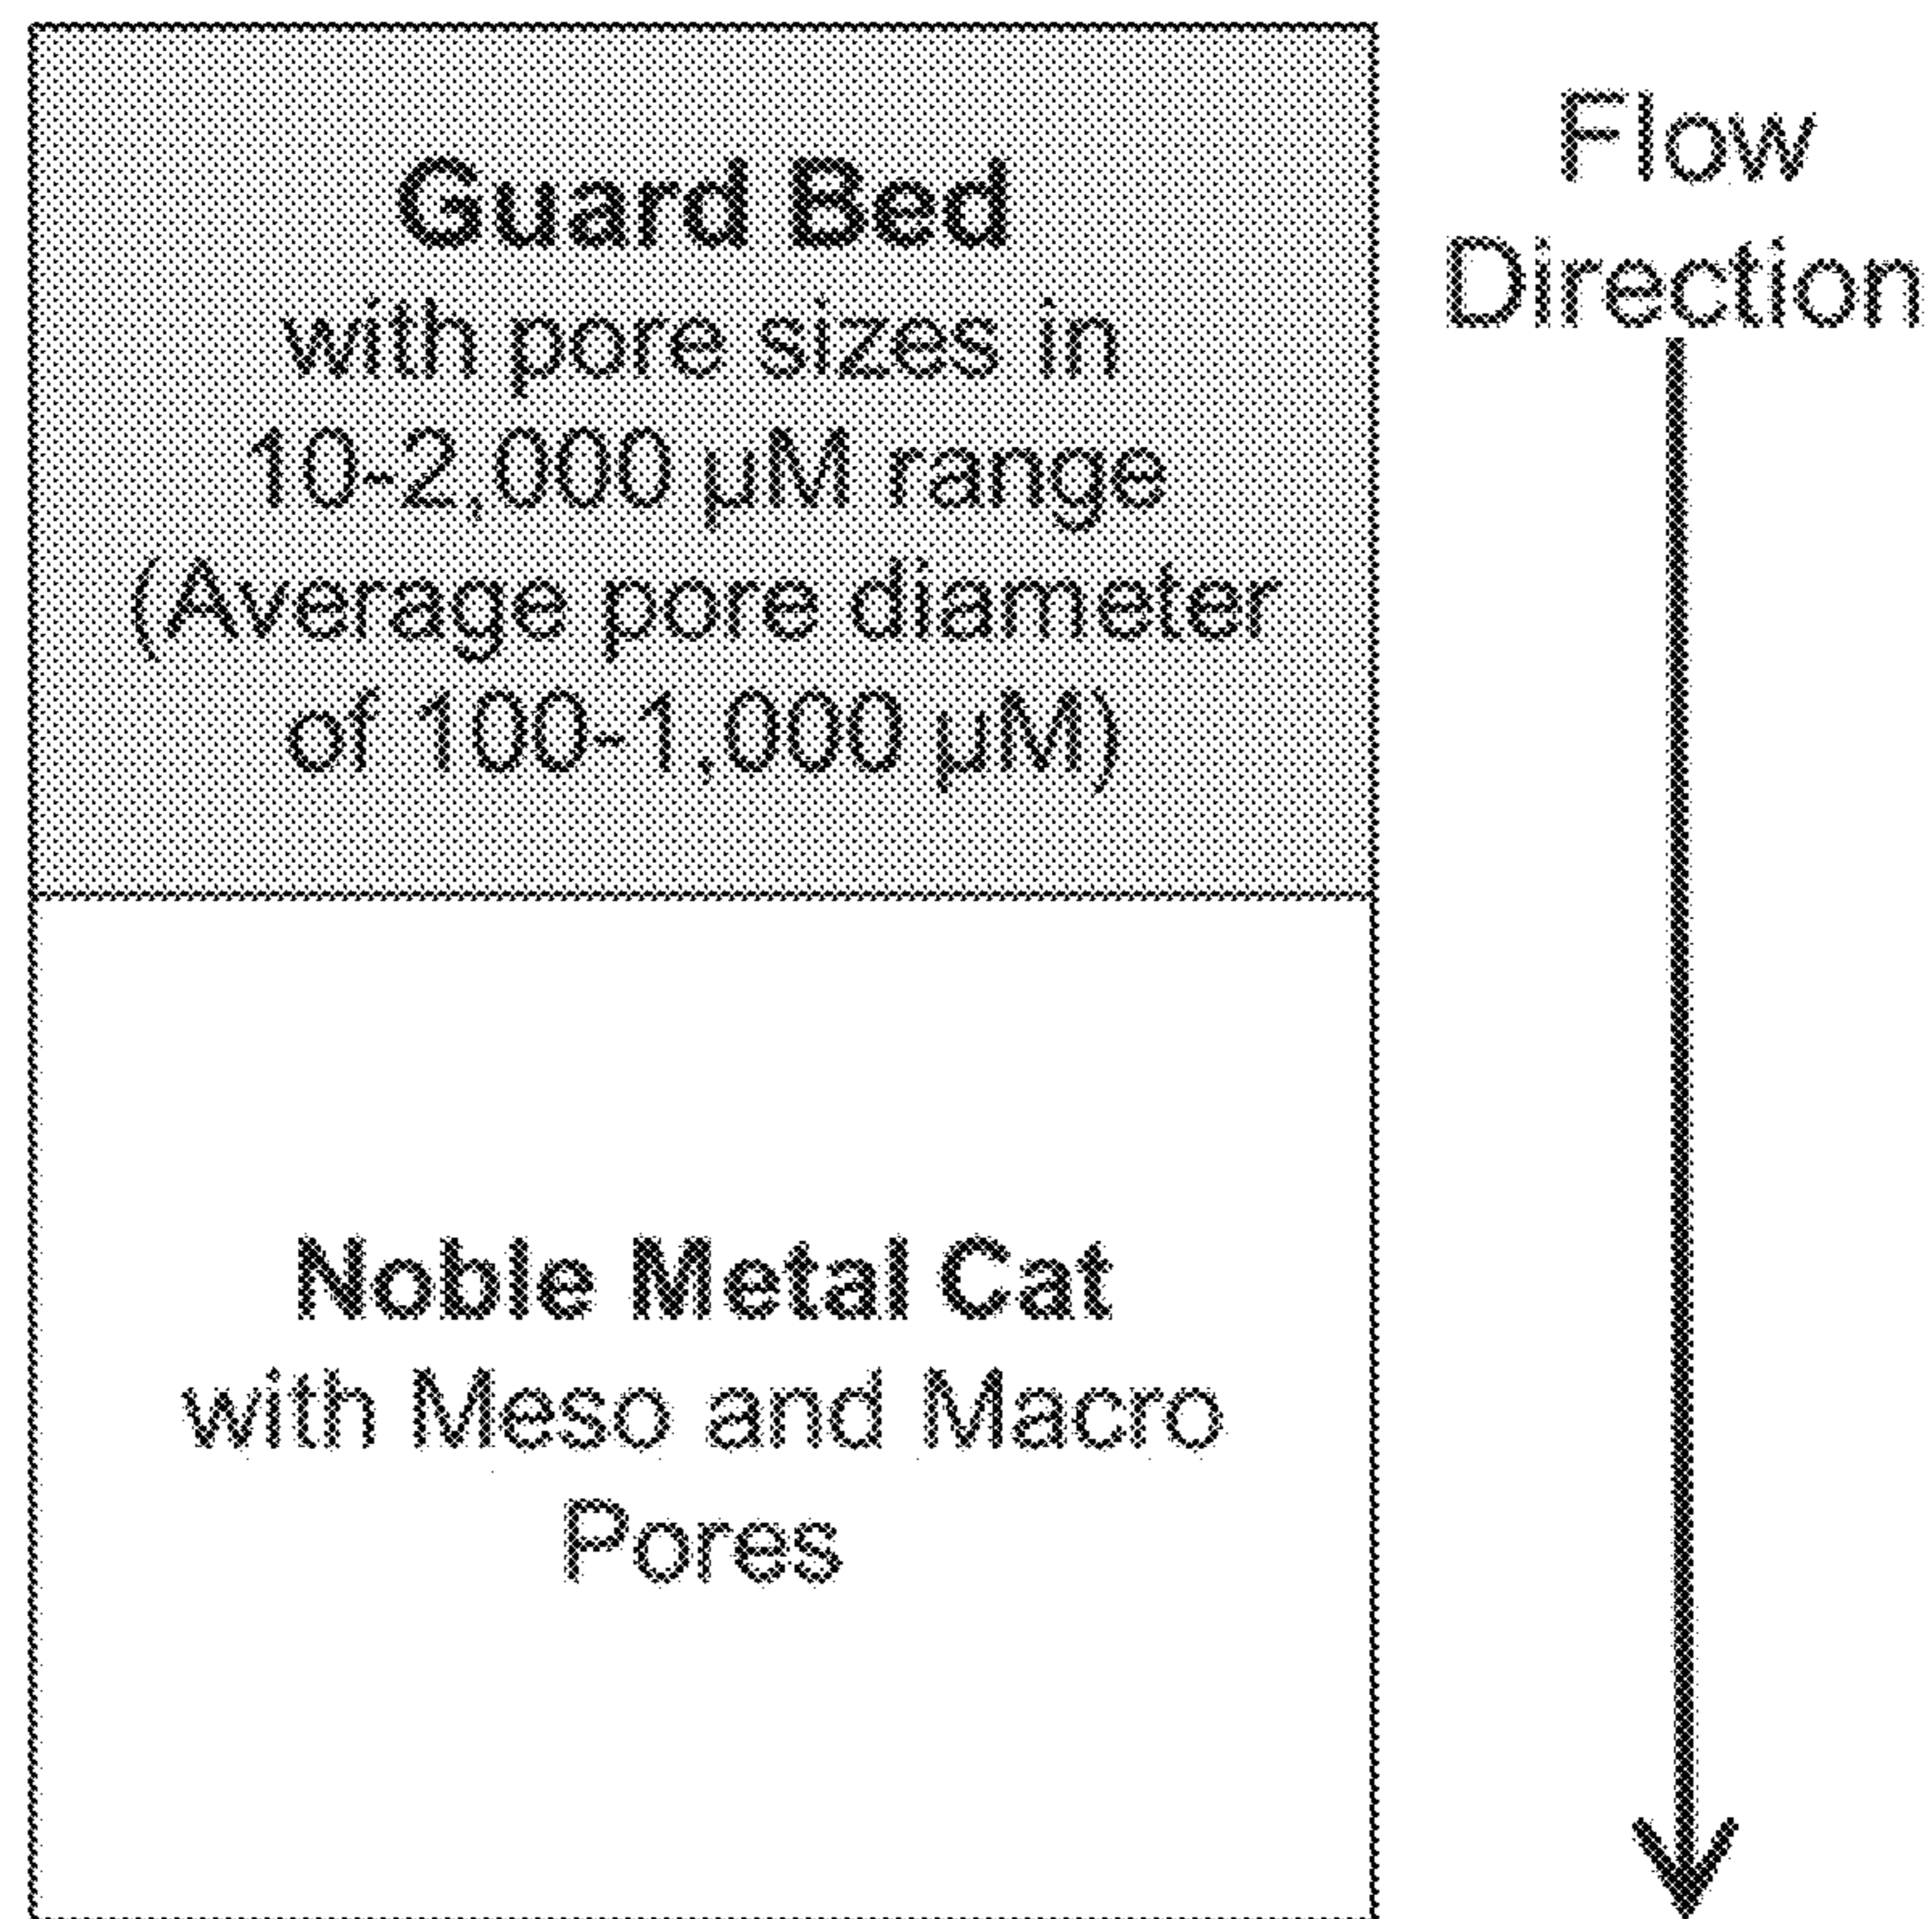 Guard Bed
with pore sizes in
10-2,000 µM range
(Average pore diameter
of 100-1,000 µM)
Flow
Direction
Noble Metal Cat
with Meso and Macro
Pores